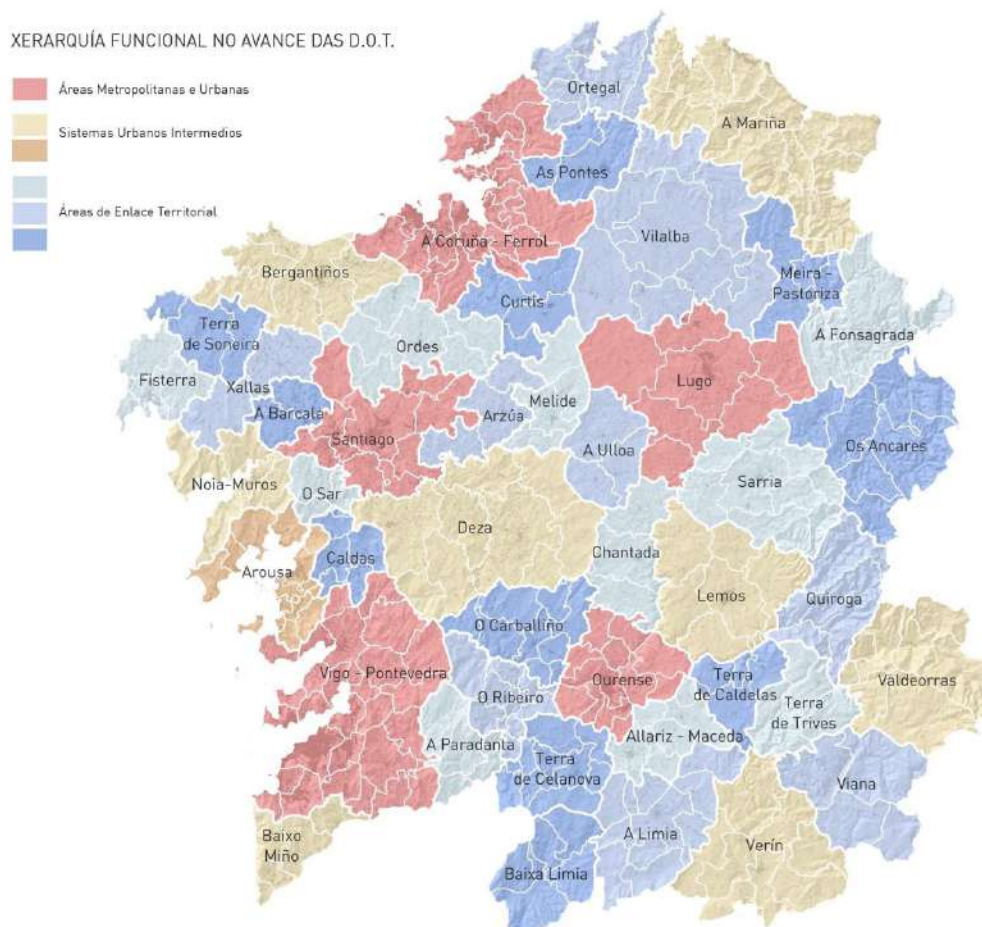 XERARQUÍA FUNCIONAL NO AVANCE DAS D.O.T.
Áreas Metropolitanas e Urbanas
Sistemas Urbanos Intermedios
Áreas de Enlace Territorial
Ortegal
A Mariña
As Pontes
Vilalba
A Coruña - Ferrol
Bergantiños
Meira -
Pastoriza
Curtis
Terra
de Soneira
Ordes
A Fonsagrada
Fisterra
Xallas
Lugo
A Barcala
Arzúa
Melide
Santiago
A Ulloa
Os Ancares
Noia-Muros
O Sar
Sarria
Deza
Chantada
Caldas
Arousa
Lemos
Quiroga
O Carballiño
Vigo - Pontevedra
Ourense
Terra
de Caldelas
Valdeorras
O Ribeiro
Terra
de Trives
A Paradanta
Allariz - Maceda
Terra
de Celanova
Viana
Baixo
Miño
A Limia
Verín
Baixa Limia